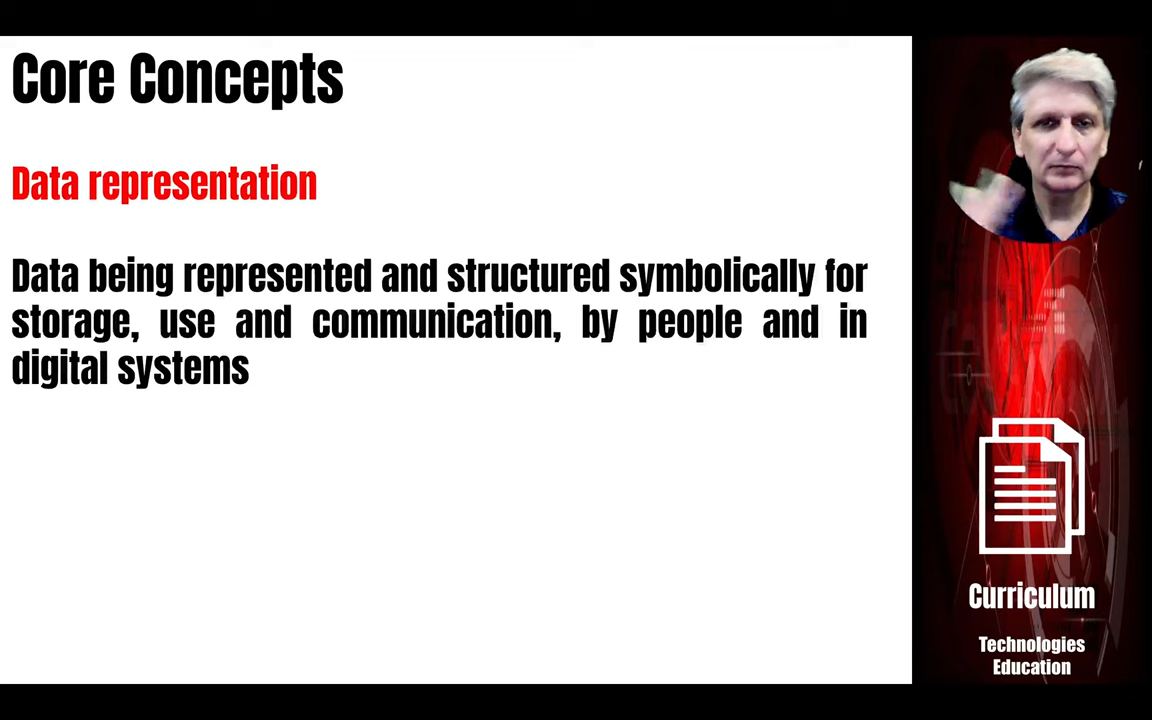 Core Concepts
Data representation
Data being represented and structured symbolically for
storage, use and communication, by people and in
digital systems
Curriculum
Technologies
Education